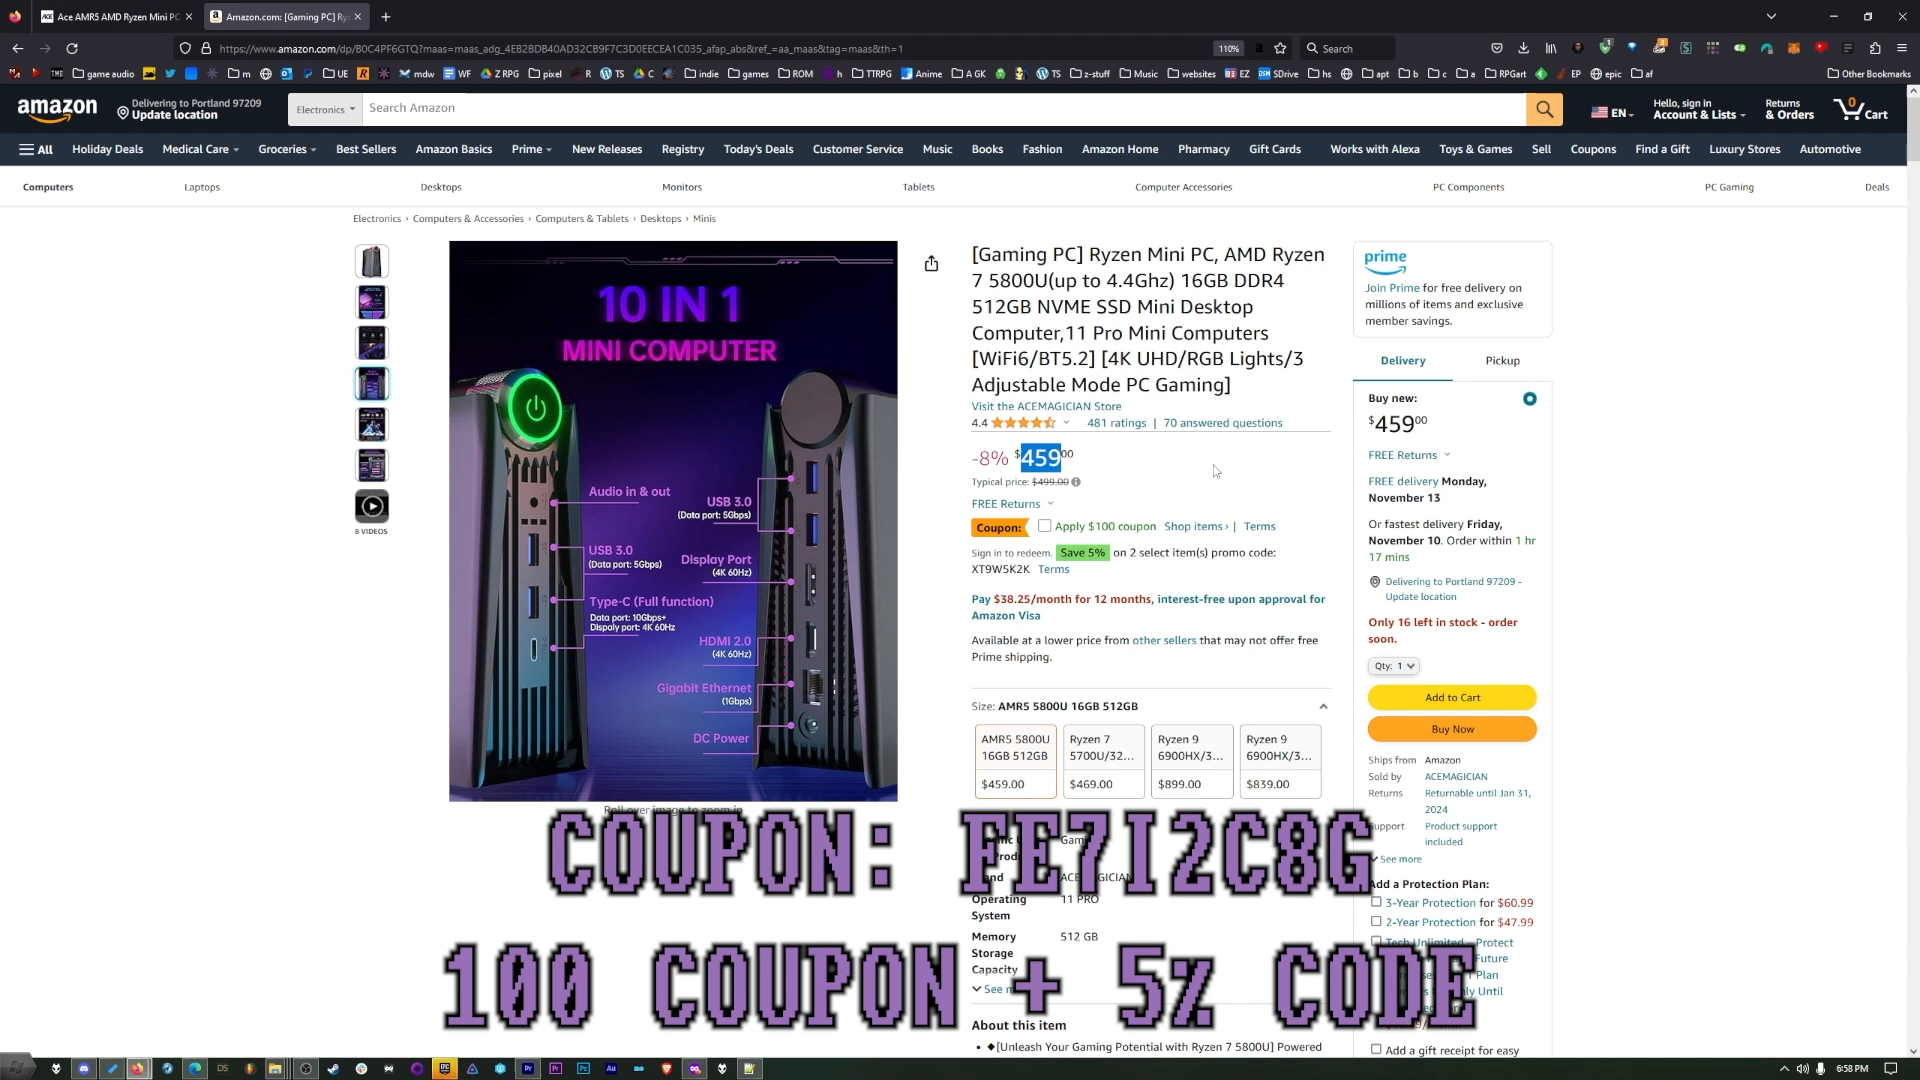 Ace AMR5 AMD Ryzen Mini PC
Amazon.com: [Gaming PC] Ry
https://www.amazon.com/dp/B0C4PF6GTQ?maas=maas_adg_4EB2BDB40AD32CB9F7C3D0EECEA1C035_afap_abs&ref_=aa_maas&tag=maas&th=1
110%
Search
game audio
m
UE
R
mdw
WF
Z RPG
pixel
R
TS
C
indie
games
ROM
h
TTRPG
Anime
A GK
TS
z-stuff
Music
websites
EZ
SDrive
hs
apt
b
c
a
RPGart
EP
epic
af
Other Bookmarks
amazon
Delivering to Portland 97209
Update location
Electronics
Search Amazon
EN
Hello, sign in
Account & Lists
Returns
& Orders
0
Cart
All
Holiday Deals
Medical Care
Groceries
Best Sellers
Amazon Basics
Prime
New Releases
Registry
Today's Deals
Customer Service
Music
Books
Fashion
Amazon Home
Pharmacy
Gift Cards
Works with Alexa
Toys & Games
Sell
Coupons
Find a Gift
Luxury Stores
Automotive
Computers
Laptops
Desktops
Monitors
Tablets
Computer Accessories
PC Components
PC Gaming
Deals
Electronics › Computers & Accessories › Computers & Tablets › Desktops › Minis
8 VIDEOS
10 IN 1
MINI COMPUTER
Audio in & out
USB 3.0
(Data port: 5Gbps)
Type-C (Full function)
Data port: 10Gbps+
Dispaly port: 4K 60Hz
USB 3.0
(Data port: 5Gbps)
Display Port
(4K 60Hz)
HDMI 2.0
(4K 60Hz)
Gigabit Ethernet
(1Gbps)
DC Power
Roll over image to zoom in
[Gaming PC] Ryzen Mini PC, AMD Ryzen
7 5800U(up to 4.4Ghz) 16GB DDR4
512GB NVME SSD Mini Desktop
Computer,11 Pro Mini Computers
[WiFi6/BT5.2] [4K UHD/RGB Lights/3
Adjustable Mode PC Gaming]
Visit the ACEMAGICIAN Store
4.4
481 ratings | 70 answered questions
-8% $459 00
Typical price: $499.00
FREE Returns
Coupon: Apply $100 coupon Shop items › | Terms
Sign in to redeem. Save 5% on 2 select item(s) promo code:
XT9W5K2K Terms
Pay $38.25/month for 12 months, interest-free upon approval for
Amazon Visa
Available at a lower price from other sellers that may not offer free
Prime shipping.
Size: AMR5 5800U 16GB 512GB
AMR5 5800U
16GB 512GB
$459.00
Ryzen 7
5700U/32...
$469.00
Ryzen 9
6900HX/3...
$899.00
Ryzen 9
6900HX/3...
$839.00
Operating
System
11 PRO
Memory
Storage
Capacity
512 GB
About this item
• ◆[Unleash Your Gaming Potential with Ryzen 7 5800U] Powered
prime
Join Prime for free delivery on
millions of items and exclusive
member savings.
Delivery
Pickup
Buy new:
$459 00
FREE Returns
FREE delivery Monday,
November 13
Or fastest delivery Friday,
November 10. Order within 1 hr
17 mins
Delivering to Portland 97209 -
Update location
Only 16 left in stock - order
soon.
Qty: 1
Add to Cart
Buy Now
Ships from Amazon
Sold by ACEMAGICIAN
Returns Returnable until Jan 31,
2024
Product support
included
See more
Add a Protection Plan:
3-Year Protection for $60.99
2-Year Protection for $47.99
Add a gift receipt for easy
COUPON: FE7I2C8G
100 COUPON + 5% CODE
6:58 PM